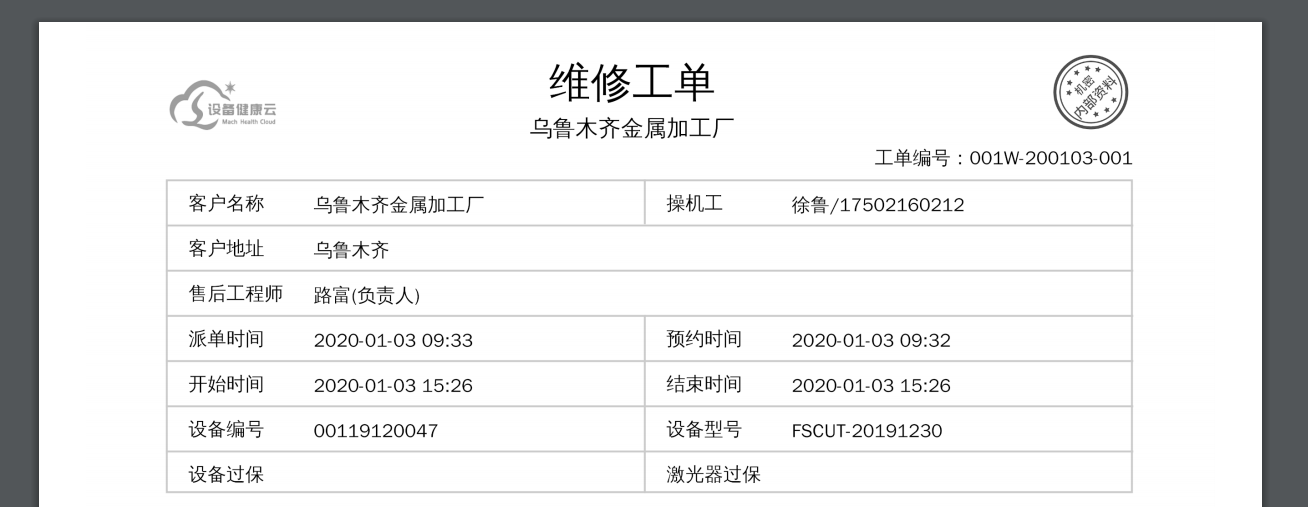 设备健康云
Mach Health Cloud
维修工单
乌鲁木齐金属加工厂
机密
内部资料
工单编号：001W-200103-001
客户名称 乌鲁木齐金属加工厂 操机工 徐鲁/17502160212
客户地址 乌鲁木齐
售后工程师 路富(负责人)
派单时间 2020-01-03 09:33 预约时间 2020-01-03 09:32
开始时间 2020-01-03 15:26 结束时间 2020-01-03 15:26
设备编号 00119120047 设备型号 FSCUT-20191230
设备过保 激光器过保